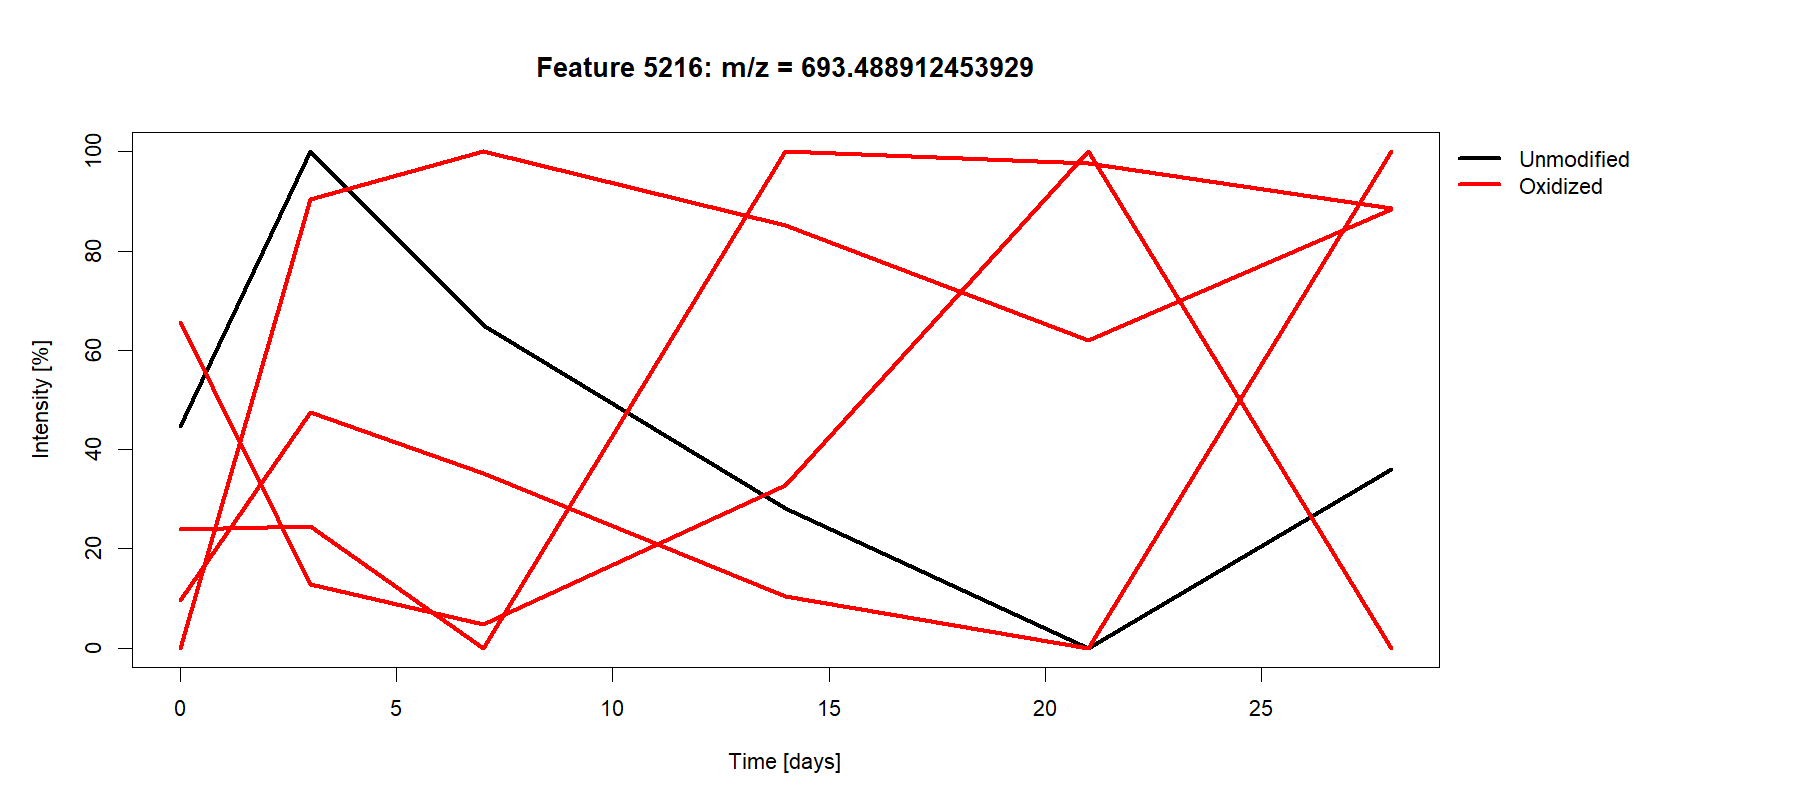 Feature 5216: m/z = 693.488912453929
Unmodified
Oxidized
Intensity [%]
100
80
60
40
20
0
0 5 10 15 20 25
Time [days]